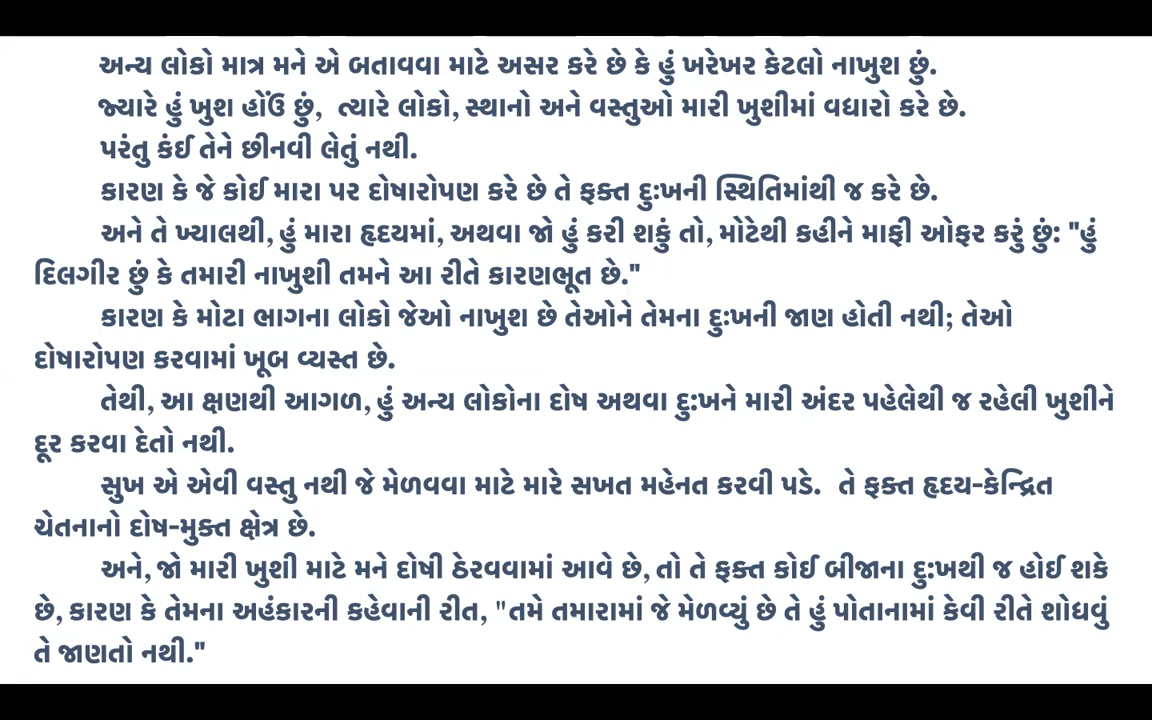 અન્ય લોકો માત્ર મને એ બતાવવા માટે અસર કરે છે કે હું ખરેખર કેટલો નાખુશ છું.
જ્યારે હું ખુશ હોઉં છું,  ત્યારે લોકો, સ્થાનો અને વસ્તુઓ મારી ખુશીમાં વધારો કરે છે.
પરંતુ કંઈ તેને છીનવી લેતું નથી.
કારણ કે જે કોઈ મારા પર દોષારોપણ કરે છે તે ફક્ત દુઃખની સ્થિતિમાંથી જ કરે છે.
અને તે ખ્યાલથી, હું મારા હૃદયમાં, અથવા જો હું કરી શકું તો, મોટેથી કહીને માફી ઓફર કરું છું: "હું
દિલગીર છું કે તમારી નાખુશી તમને આ રીતે કારણભૂત છે."
કારણ કે મોટા ભાગના લોકો જેઓ નાખુશ છે તેઓને તેમના દુઃખની જાણ હોતી નથી; તેઓ
દોષારોપણ કરવામાં ખૂબ વ્યસ્ત છે.
તેથી, આ ક્ષણથી આગળ, હું અન્ય લોકોના દોષ અથવા દુ:ખને મારી અંદર પહેલેથી જ રહેલી ખુશીને
દૂર કરવા દેતો નથી.
સુખ એ એવી વસ્તુ નથી જે મેળવવા માટે મારે સખત મહેનત કરવી પડે.  તે ફક્ત હૃદય-કેન્દ્રિત
ચેતનાનો દોષ-મુક્ત ક્ષેત્ર છે.
અને, જો મારી ખુશી માટે મને દોષી ઠેરવવામાં આવે છે, તો તે ફક્ત કોઈ બીજાના દુ:ખથી જ હોઈ શકે
છે, કારણ કે તેમના અહંકારની કહેવાની રીત, "તમે તમારામાં જે મેળવ્યું છે તે હું પોતાનામાં કેવી રીતે શોધવું
તે જાણતો નથી."